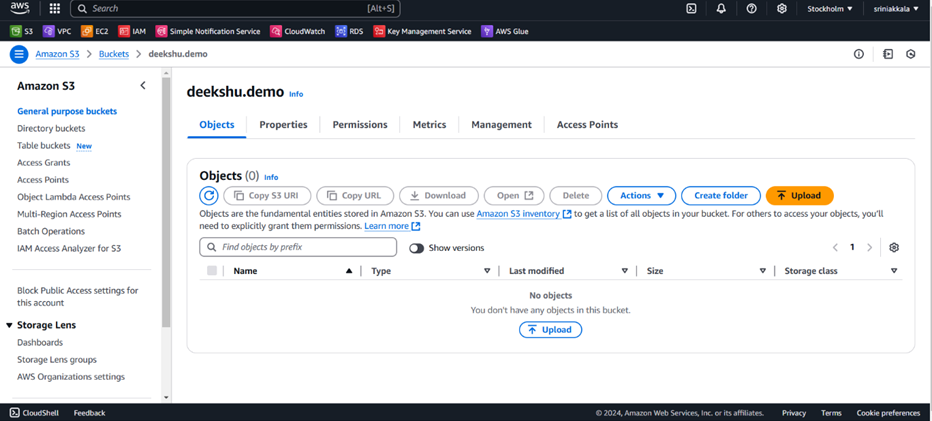 aws Search [Alt+S] Stockholm ▼ sriniakkala ▼
S3 VPC EC2 IAM Simple Notification Service CloudWatch RDS Key Management Service AWS Glue
Amazon S3 > Buckets > deekshu.demo
Amazon S3
General purpose buckets
Directory buckets
Table buckets New
Access Grants
Access Points
Object Lambda Access Points
Multi-Region Access Points
Batch Operations
IAM Access Analyzer for S3
Block Public Access settings for
this account
▼ Storage Lens
Dashboards
Storage Lens groups
AWS Organizations settings
deekshu.demo Info
Objects Properties Permissions Metrics Management Access Points
Objects (0) Info
Copy S3 URI Copy URL Download Open Delete Actions ▼ Create folder Upload
Objects are the fundamental entities stored in Amazon S3. You can use Amazon S3 inventory to get a list of all objects in your bucket. For others to access your objects, you'll
need to explicitly grant them permissions. Learn more
Find objects by prefix Show versions < 1 >
Name Type Last modified Size Storage class
No objects
You don't have any objects in this bucket.
Upload
CloudShell Feedback © 2024, Amazon Web Services, Inc. or its affiliates. Privacy Terms Cookie preferences